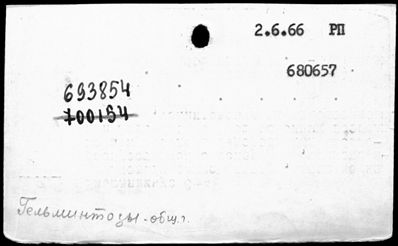 2.6.66 РП
680657
693854
700154
Гельминтозы - общ.